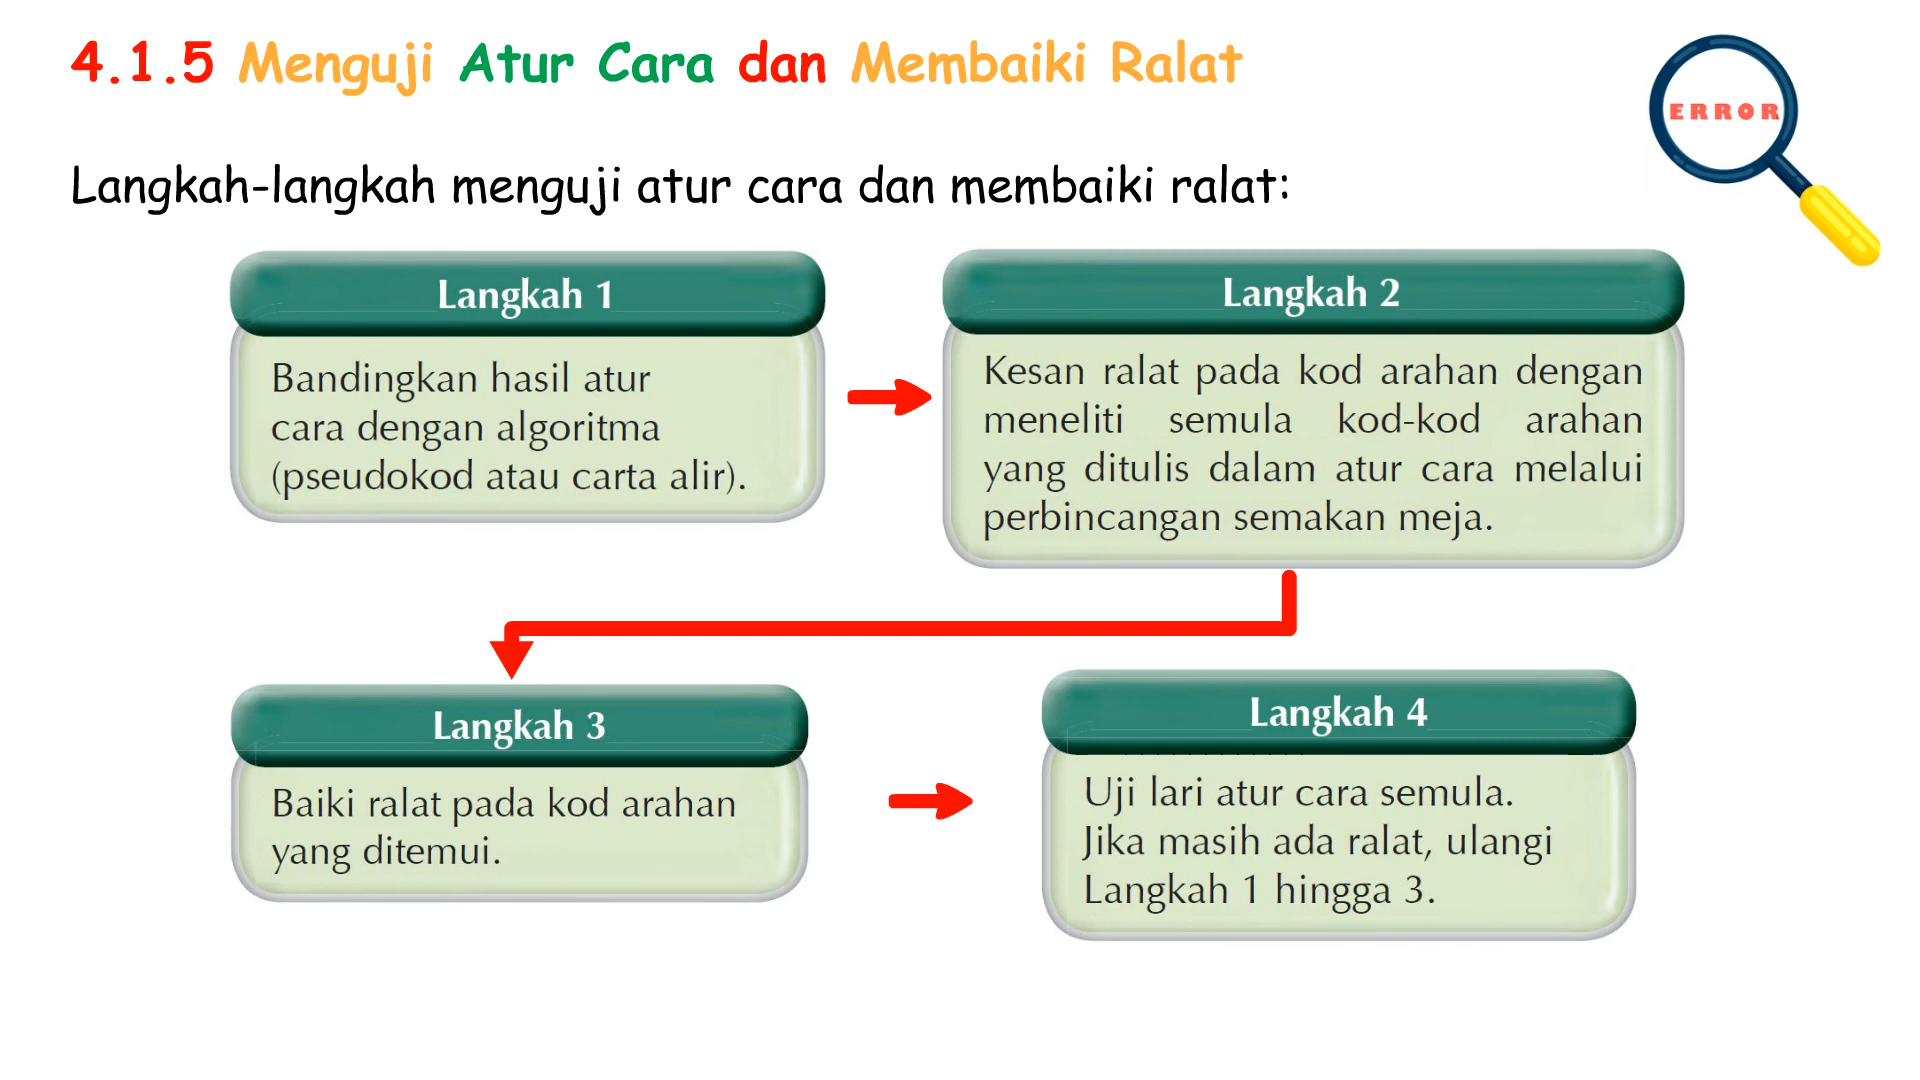 4.1.5 Menguji Atur Cara dan Membaiki Ralat
ERROR
Langkah-langkah menguji atur cara dan membaiki ralat:
Langkah 1
Bandingkan hasil atur
cara dengan algoritma
(pseudokod atau carta alir).
Langkah 2
Kesan ralat pada kod arahan dengan
meneliti semula kod-kod arahan
yang ditulis dalam atur cara melalui
perbincangan semakan meja.
Langkah 3
Baiki ralat pada kod arahan
yang ditemui.
Langkah 4
Uji lari atur cara semula.
Jika masih ada ralat, ulangi
Langkah 1 hingga 3.